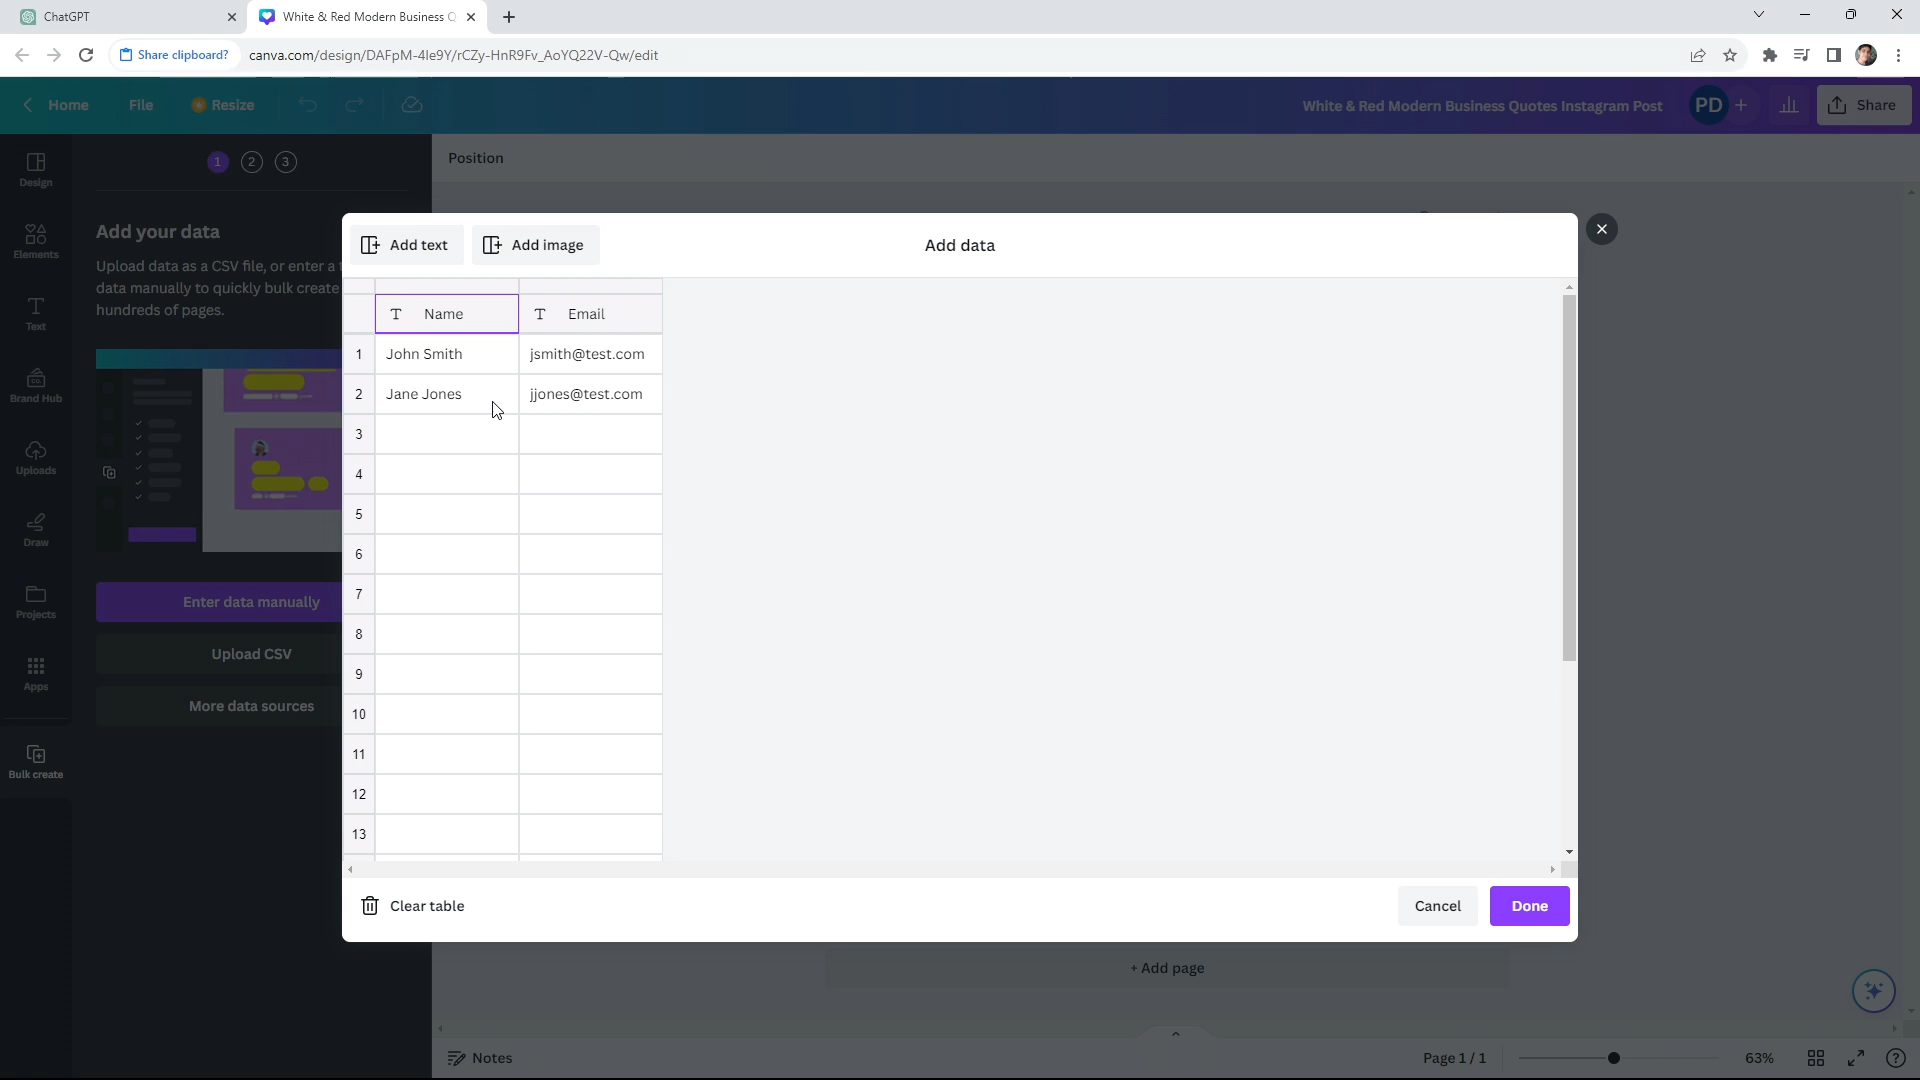 ChatGPT
White & Red Modern Business Q
Share clipboard?
canva.com/design/DAFpM-4Ie9Y/rCZy-HnR9Fv_AoYQ22V-Qw/edit
Home
File
Resize
White & Red Modern Business Quotes Instagram Post
PD
+
Share
Design
Elements
Text
Brand Hub
Uploads
Draw
Projects
Apps
Bulk create
1
2
3
Add your data
Upload data as a CSV file, or enter a t
data manually to quickly bulk create
hundreds of pages.
Enter data manually
Upload CSV
More data sources
Position
Add text
Add image
Add data
T Name T Email
1 John Smith jsmith@test.com
2 Jane Jones jjones@test.com
3
4
5
6
7
8
9
10
11
12
13
Clear table
Cancel
Done
+ Add page
Notes
Page 1 / 1
63%